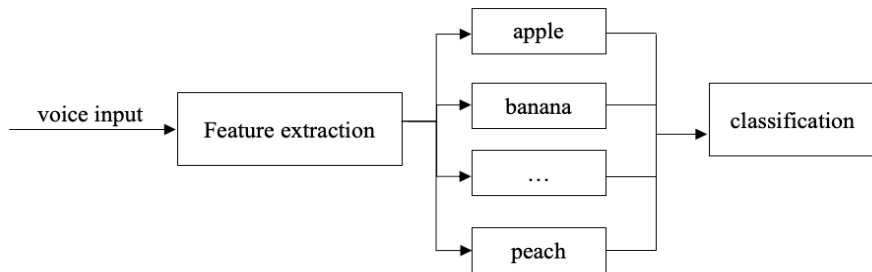 voice input
Feature extraction
apple
banana
...
peach
classification